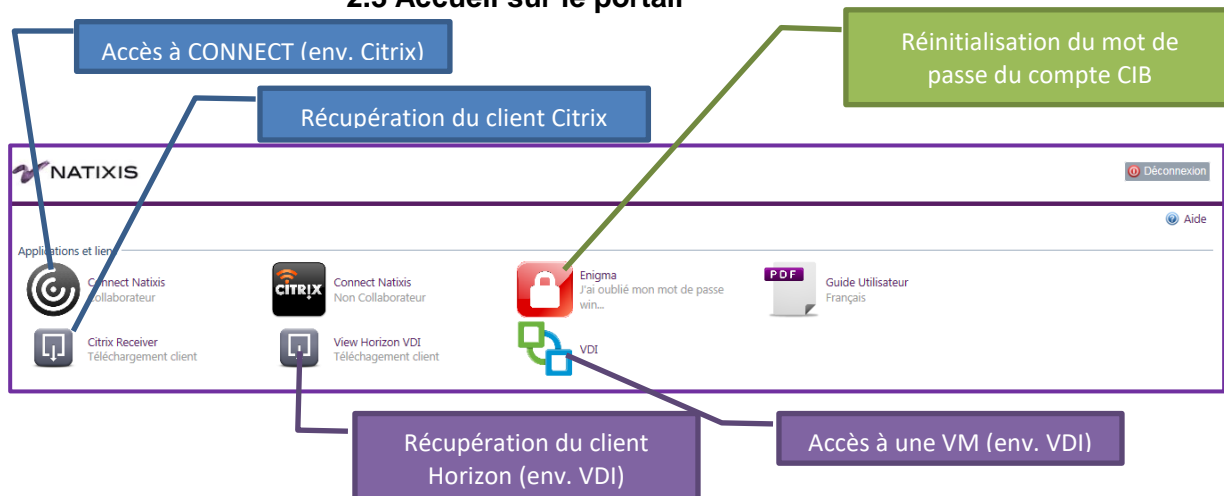 2.3 Accueil sur le portail
Accès à CONNECT (env. Citrix)
Réinitialisation du mot de
passe du compte CIB
Récupération du client Citrix
NATIXIS
Déconnexion
Aide
Applications et liens
Connect Natixis
Collaborateur
Connect Natixis
Non Collaborateur
CITRIX
Enigma
J'ai oublié mon mot de passe
win...
PDF
Guide Utilisateur
Français
Citrix Receiver
Téléchargement client
View Horizon VDI
Téléchagement client
VDI
Récupération du client
Horizon (env. VDI)
Accès à une VM (env. VDI)